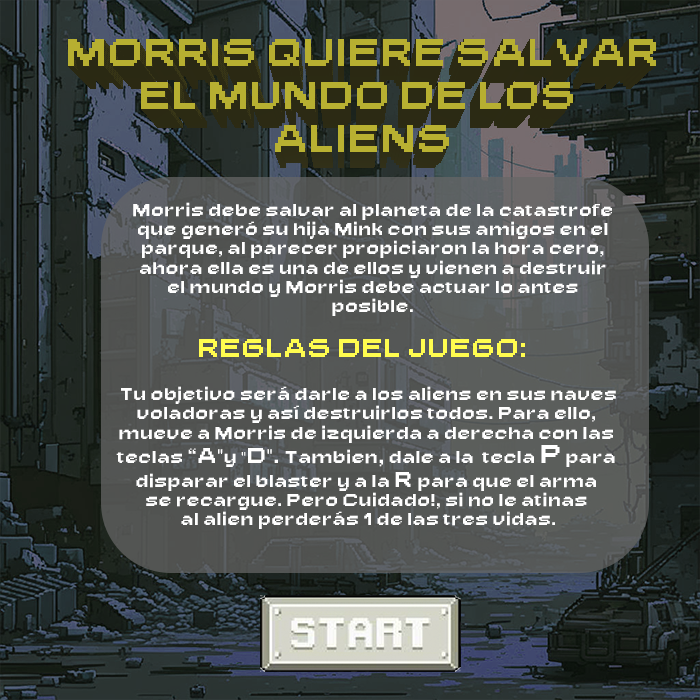 MORRIS QUIERE SALVAR
EL MUNDO DE LOS
ALIENS
Morris debe salvar al planeta de la catastrofe
que generó su hija Mink con sus amigos en el
parque, al parecer propiciaron la hora cero,
ahora ella es una de ellos y vienen a destruir
el mundo y Morris debe actuar lo antes
posible.
REGLAS DEL JUEGO:
Tu objetivo será darle a los aliens en sus naves
voladoras y así destruirlos todos. Para ello,
mueve a Morris de izquierda a derecha con las
teclas “A"y "D". Tambien, dale a la tecla P para
disparar el blaster y a la R para que el arma
se recargue. Pero Cuidado!, si no le atinas
al alien perderás 1 de las tres vidas.
START